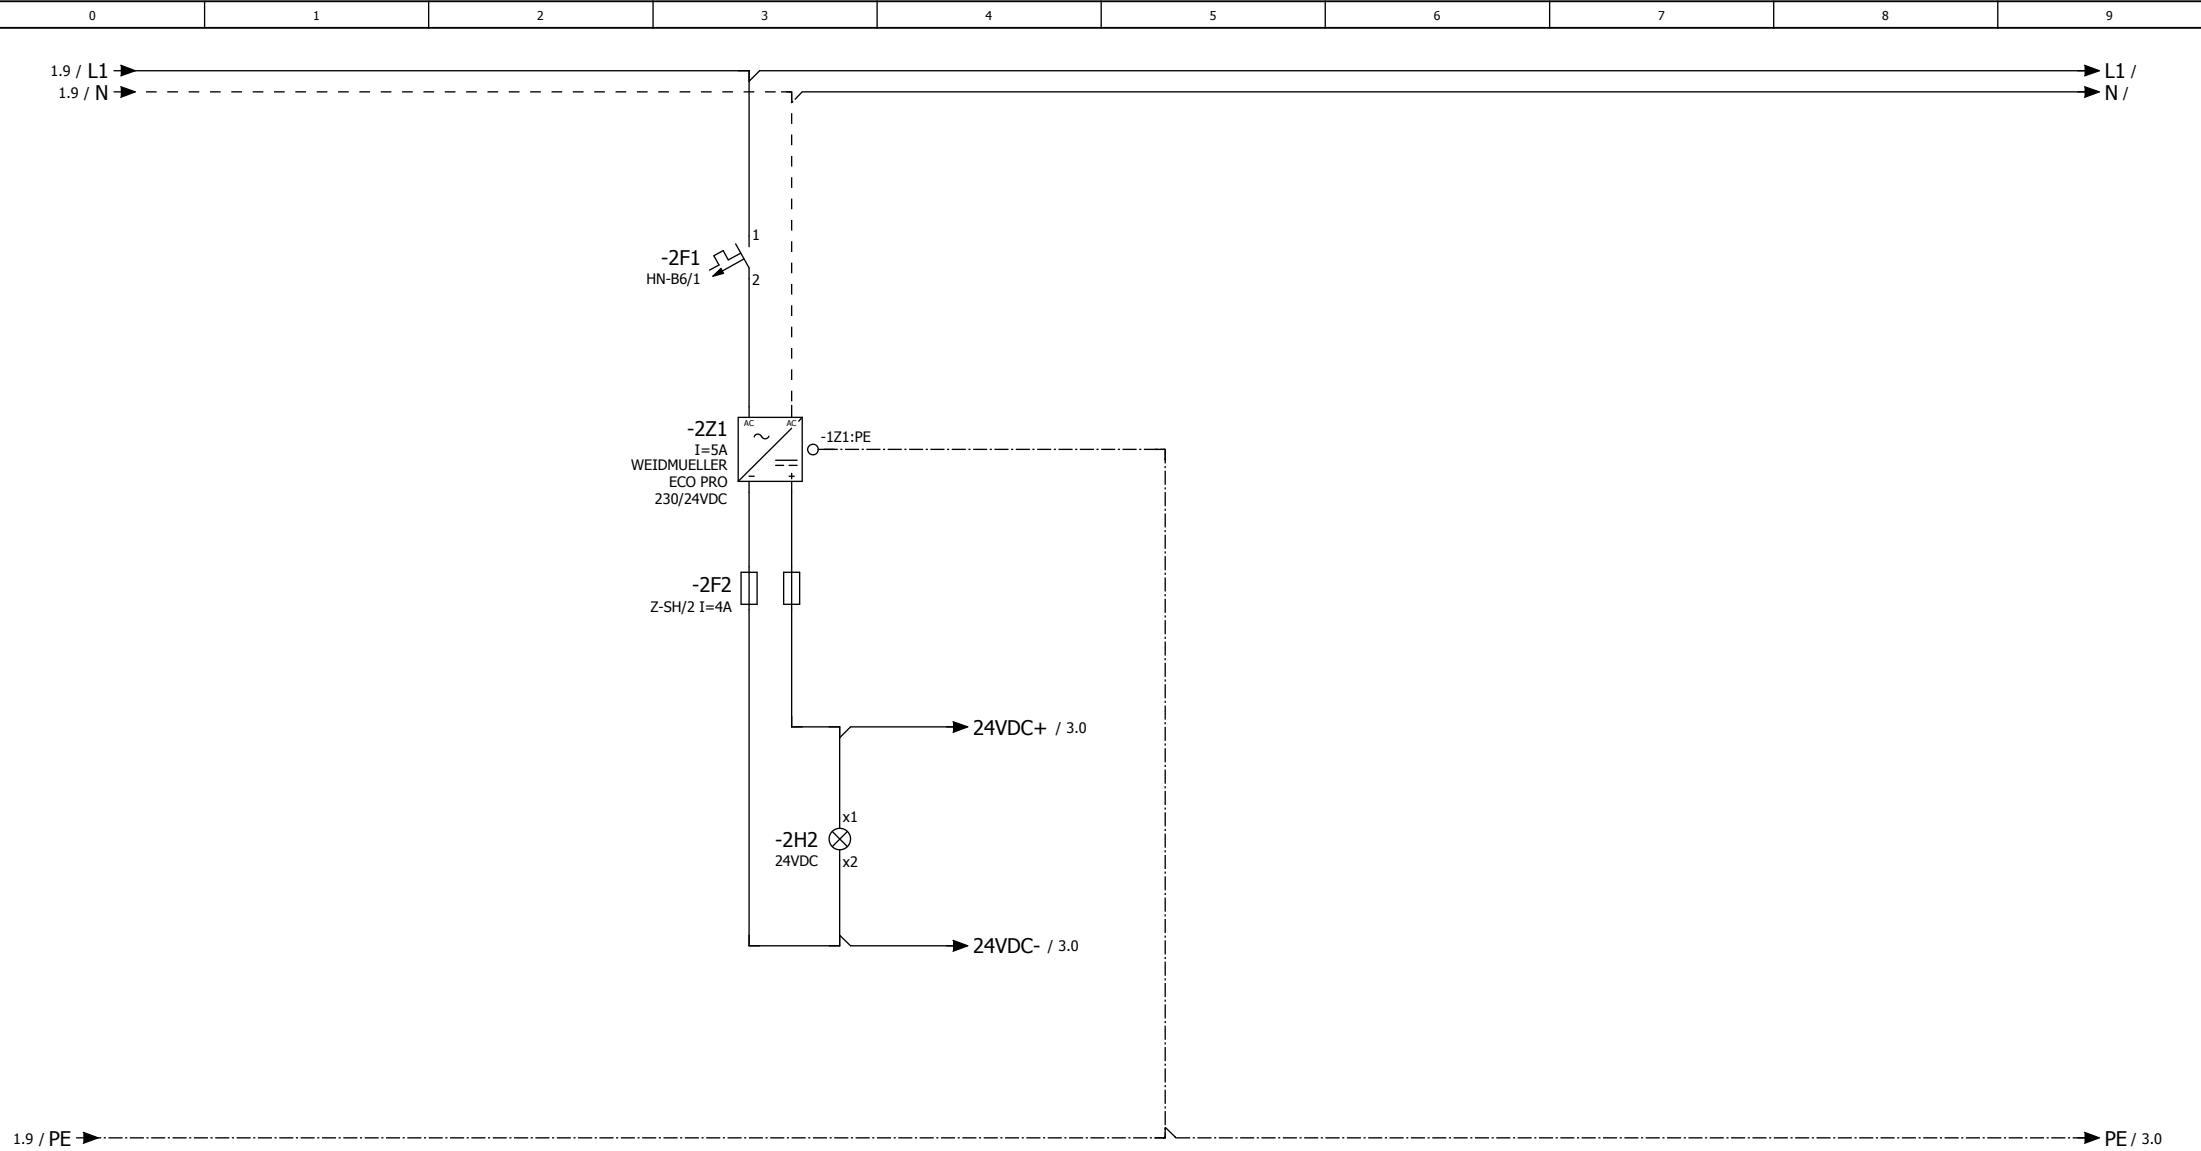 0 1 2 3 4 5 6 7 8 9
1.9 / L1 L1 /
1.9 / N N /
1
-2F1
HN-B6/1
2
AC AC
-2Z1
I=5A
WEIDMUELLER
ECO PRO
230/24VDC
- +
-1Z1:PE
-2F2
Z-SH/2 I=4A
24VDC+ / 3.0
x1
-2H2
24VDC
x2
24VDC- / 3.0
1.9 / PE PE / 3.0